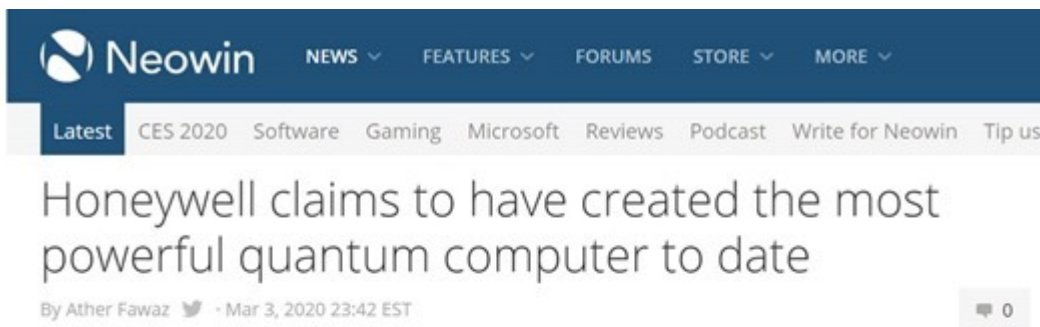 Neowin NEWS FEATURES FORUMS STORE MORE
Latest CES 2020 Software Gaming Microsoft Reviews Podcast Write for Neowin Tip us
Honeywell claims to have created the most
powerful quantum computer to date
By Ather Fawaz · Mar 3, 2020 23:42 EST 0